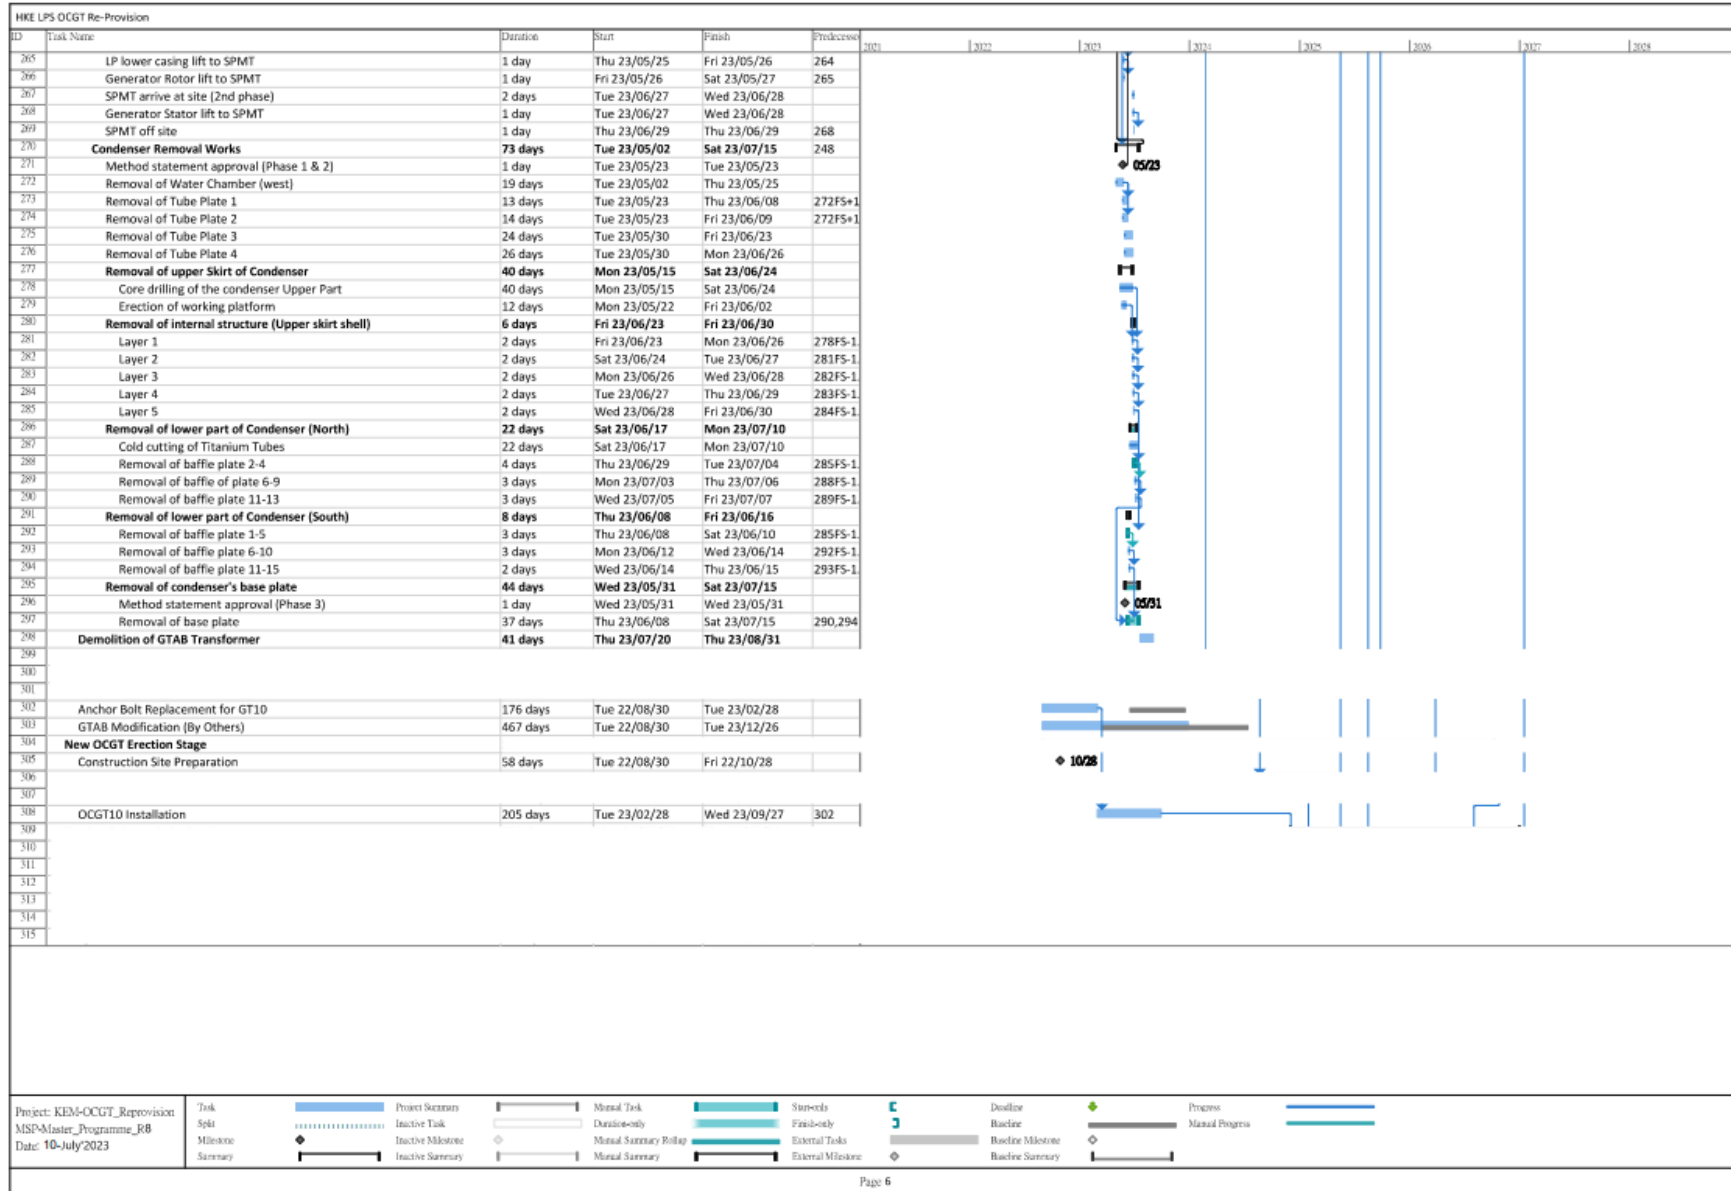 HKE LPS OCGT Re-Provision
ID Task Name Duration Start Finish Predecesso 2021 2022 2023 2024 2025 2026 2027 2028
265 LP lower casing lift to SPMT 1 day Thu 23/05/25 Fri 23/05/26 264
266 Generator Rotor lift to SPMT 1 day Fri 23/05/26 Sat 23/05/27 265
267 SPMT arrive at site (2nd phase) 2 days Tue 23/06/27 Wed 23/06/28
268 Generator Stator lift to SPMT 1 day Tue 23/06/27 Wed 23/06/28
269 SPMT off site 1 day Thu 23/06/29 Thu 23/06/29 268
270 Condenser Removal Works 73 days Tue 23/05/02 Sat 23/07/15 248
271 Method statement approval (Phase 1 & 2) 1 day Tue 23/05/23 Tue 23/05/23 05/23
272 Removal of Water Chamber (west) 19 days Tue 23/05/02 Thu 23/05/25
273 Removal of Tube Plate 1 13 days Tue 23/05/23 Thu 23/06/08 272FS+1
274 Removal of Tube Plate 2 14 days Tue 23/05/23 Fri 23/06/09 272FS+1
275 Removal of Tube Plate 3 24 days Tue 23/05/30 Fri 23/06/23
276 Removal of Tube Plate 4 26 days Tue 23/05/30 Mon 23/06/26
277 Removal of upper Skirt of Condenser 40 days Mon 23/05/15 Sat 23/06/24
278 Core drilling of the condenser Upper Part 40 days Mon 23/05/15 Sat 23/06/24
279 Erection of working platform 12 days Mon 23/05/22 Fri 23/06/02
280 Removal of internal structure (Upper skirt shell) 6 days Fri 23/06/23 Fri 23/06/30
281 Layer 1 2 days Fri 23/06/23 Mon 23/06/26 278FS-1.
282 Layer 2 2 days Sat 23/06/24 Tue 23/06/27 281FS-1.
283 Layer 3 2 days Mon 23/06/26 Wed 23/06/28 282FS-1.
284 Layer 4 2 days Tue 23/06/27 Thu 23/06/29 283FS-1.
285 Layer 5 2 days Wed 23/06/28 Fri 23/06/30 284FS-1.
286 Removal of lower part of Condenser (North) 22 days Sat 23/06/17 Mon 23/07/10
287 Cold cutting of Titanium Tubes 22 days Sat 23/06/17 Mon 23/07/10
288 Removal of baffle plate 2-4 4 days Thu 23/06/29 Tue 23/07/04 285FS-1.
289 Removal of baffle of plate 6-9 3 days Mon 23/07/03 Thu 23/07/06 288FS-1.
290 Removal of baffle plate 11-13 3 days Wed 23/07/05 Fri 23/07/07 289FS-1.
291 Removal of lower part of Condenser (South) 8 days Thu 23/06/08 Fri 23/06/16
292 Removal of baffle plate 1-5 3 days Thu 23/06/08 Sat 23/06/10 285FS-1.
293 Removal of baffle plate 6-10 3 days Mon 23/06/12 Wed 23/06/14 292FS-1.
294 Removal of baffle plate 11-15 2 days Wed 23/06/14 Thu 23/06/15 293FS-1.
295 Removal of condenser's base plate 44 days Wed 23/05/31 Sat 23/07/15
296 Method statement approval (Phase 3) 1 day Wed 23/05/31 Wed 23/05/31 05/31
297 Removal of base plate 37 days Thu 23/06/08 Sat 23/07/15 290,294
298 Demolition of GTAB Transformer 41 days Thu 23/07/20 Thu 23/08/31
299
300
301
302 Anchor Bolt Replacement for GT10 176 days Tue 22/08/30 Tue 23/02/28
303 GTAB Modification (By Others) 467 days Tue 22/08/30 Tue 23/12/26
304 New OCGT Erection Stage
305 Construction Site Preparation 58 days Tue 22/08/30 Fri 22/10/28 10/28
306
307
308 OCGT10 Installation 205 days Tue 23/02/28 Wed 23/09/27 302
309
310
311
312
313
314
315
Project: KEM-OCGT_Reprovision
MSP-Master_Programme_R8
Date: 10-July'2023
Task Project Summary Manual Task Start-only Deadline Progress
Split Inactive Task Duration-only Finish-only Baseline Manual Progress
Milestone Inactive Milestone Manual Summary Rollup External Tasks Baseline Milestone
Summary Inactive Summary Manual Summary External Milestone Baseline Summary
Page 6